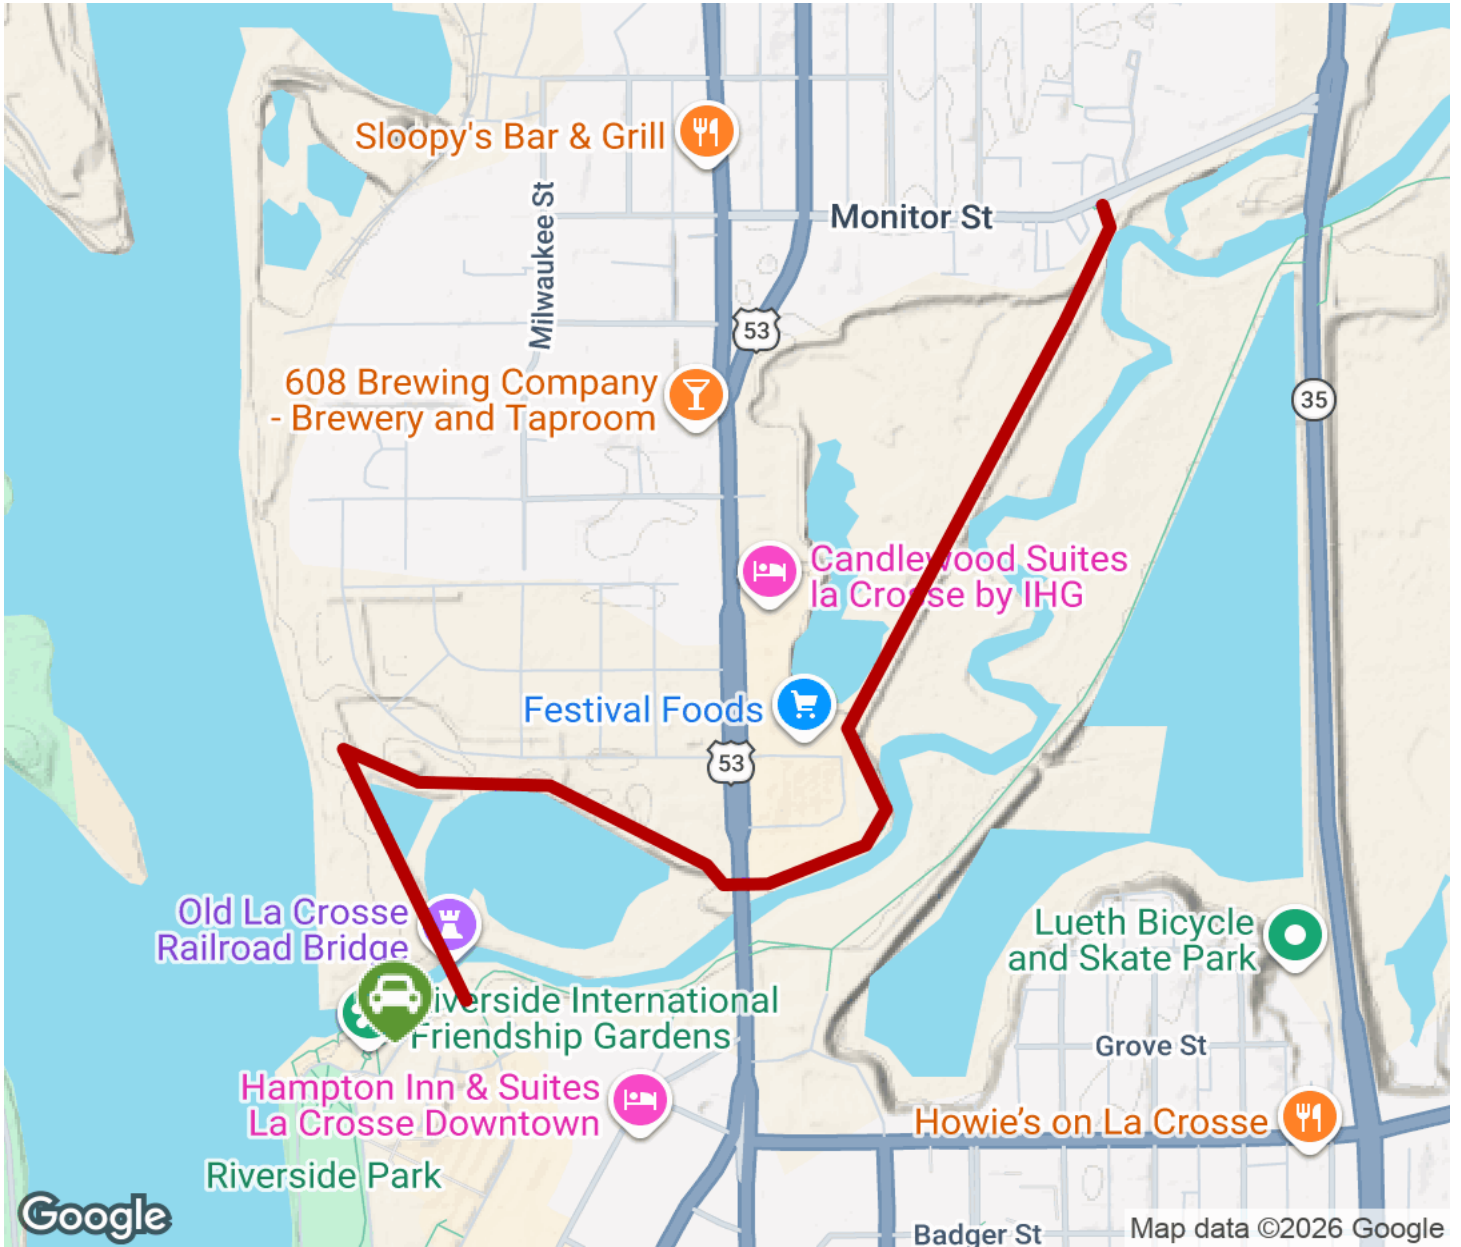 Sloopy's Bar & Grill
Milwaukee St
Monitor St
53
608 Brewing Company
- Brewery and Taproom
35
Candlewood Suites
la Crosse by IHG
Festival Foods
53
Old La Crosse
Railroad Bridge
Lueth Bicycle
and Skate Park
iverside International
Friendship Gardens
Grove St
Hampton Inn & Suites
La Crosse Downtown
Howie's on La Crosse
Riverside Park
Google
Badger St
Map data ©2026 Google